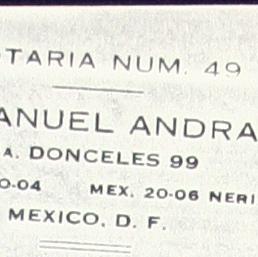 TARIA NUM. 49
ANUEL ANDRA
A. DONCELES 99
0-04 MEX. 20-06 NERI
MEXICO, D. F.